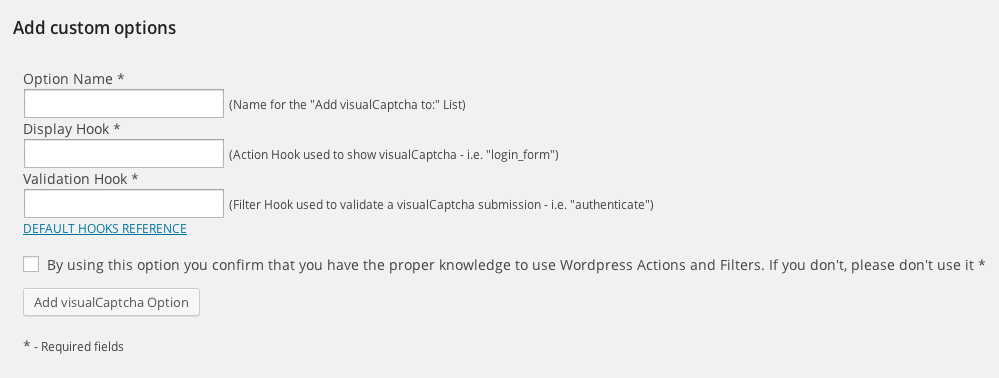 Add custom options
Option Name *
(Name for the "Add visualCaptcha to:" List)
Display Hook *
(Action Hook used to show visualCaptcha - i.e. "login_form")
Validation Hook *
(Filter Hook used to validate a visualCaptcha submission - i.e. "authenticate")
DEFAULT HOOKS REFERENCE
By using this option you confirm that you have the proper knowledge to use Wordpress Actions and Filters. If you don't, please don't use it *
Add visualCaptcha Option
* - Required fields